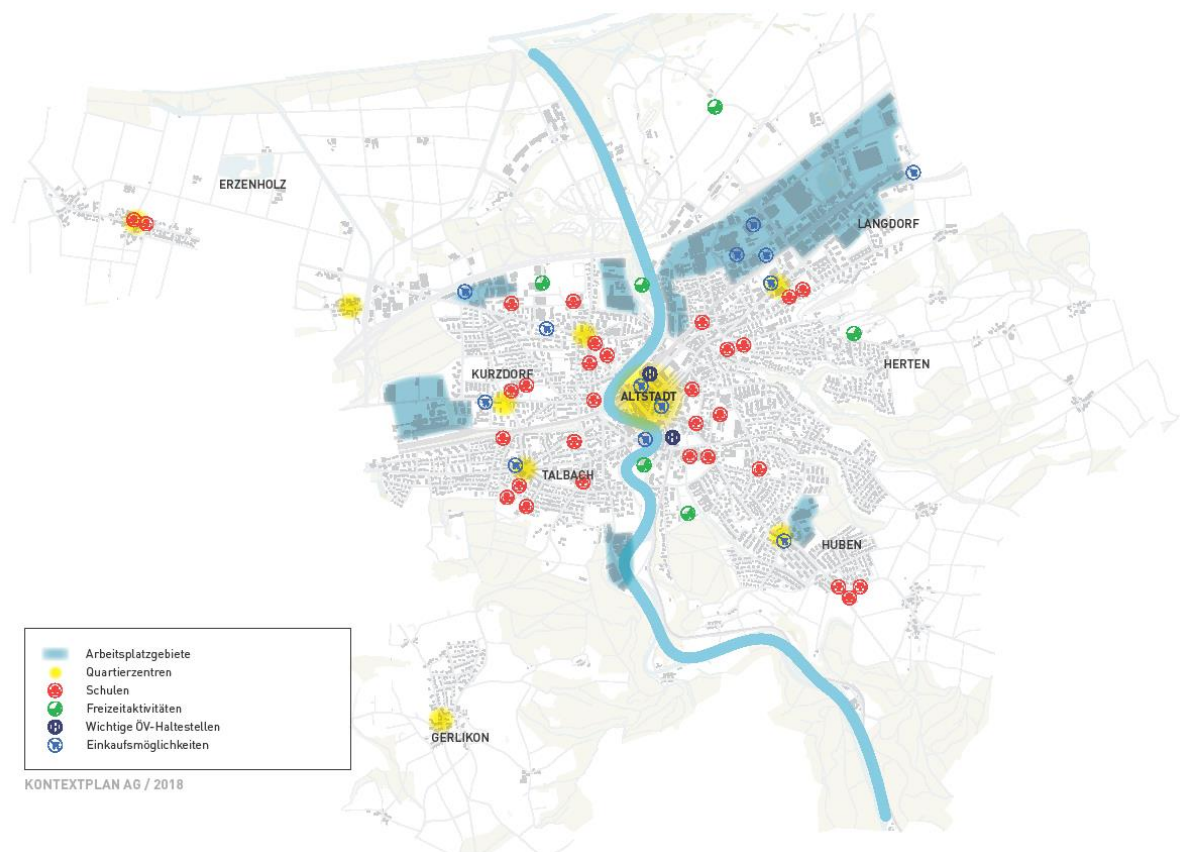 ERZENHOLZ
LANGDORF
HERTEN
KURZDORF
ALTSTADT
TALBACH
HUBEN
GERLIKON
Arbeitsplatzgebiete
Quartierzentren
Schulen
Freizeitaktivitäten
Wichtige ÖV-Haltestellen
Einkaufsmöglichkeiten
KONTEXTPLAN AG / 2018